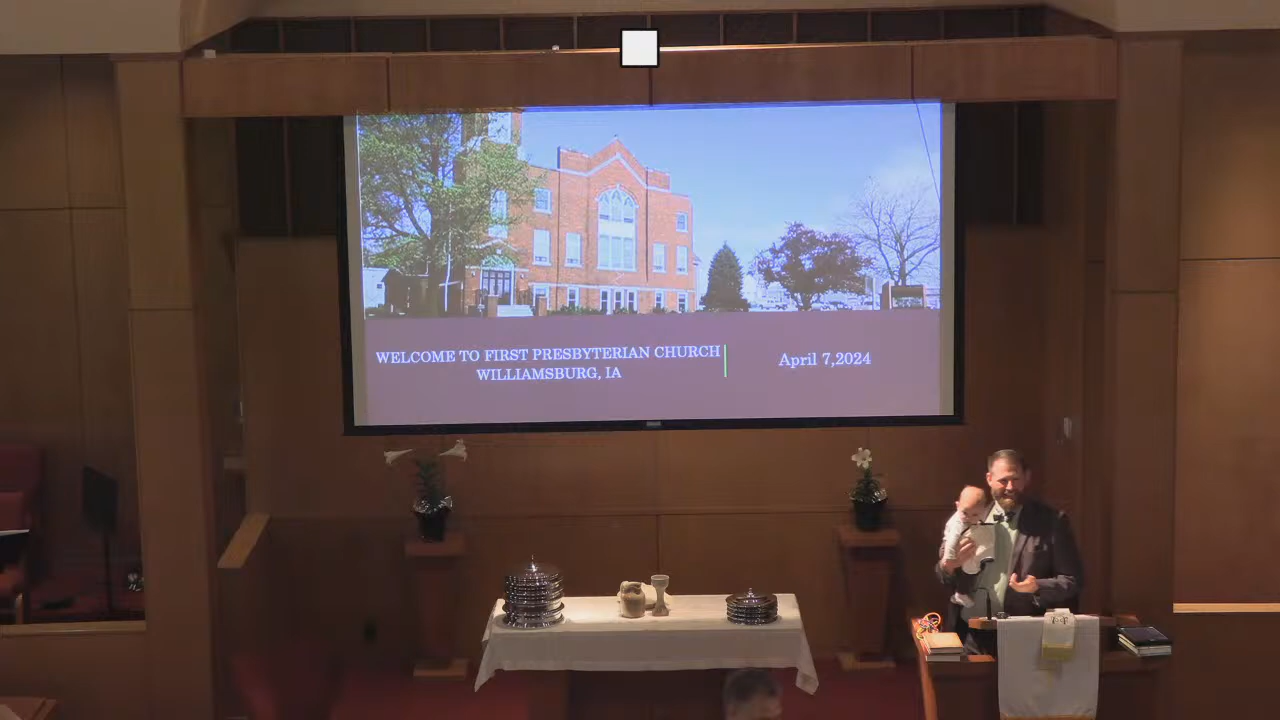 WELCOME TO FIRST PRESBYTERIAN CHURCH
WILLIAMSBURG, IA
April 7,2024